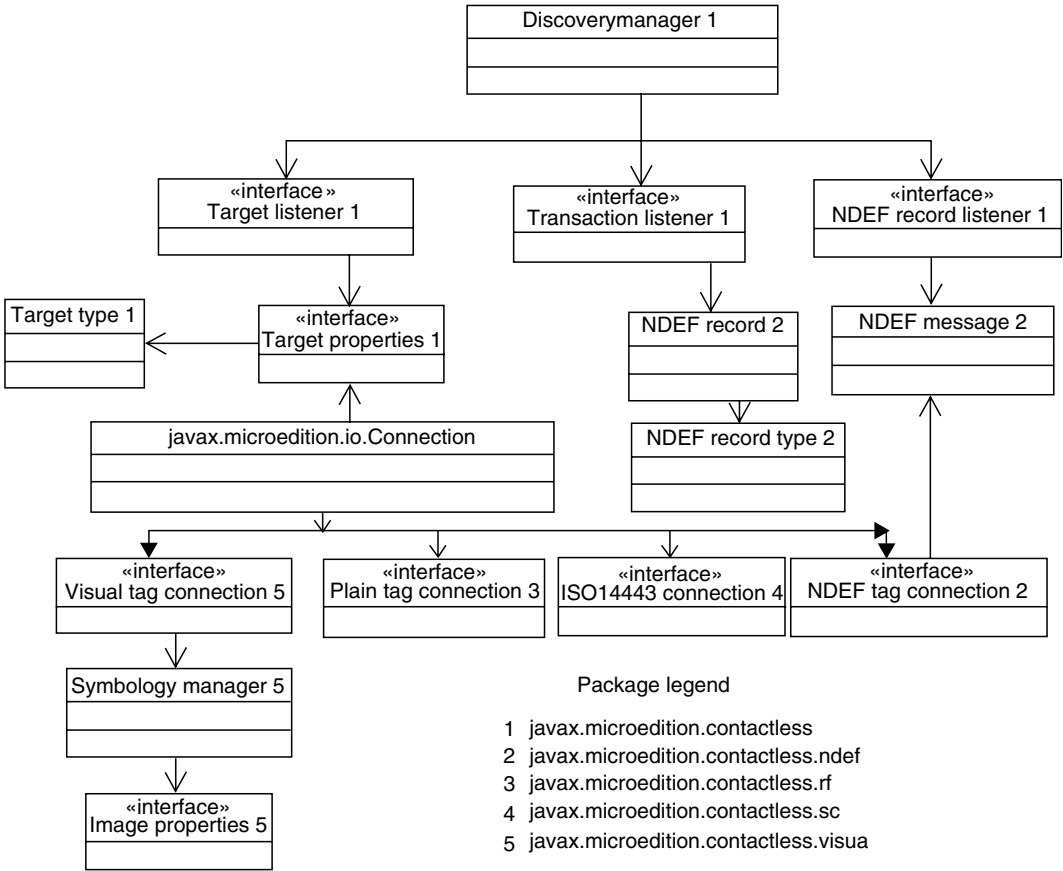 Discoverymanager 1
«interface»
Target listener 1
«interface»
Transaction listener 1
«interface»
NDEF record listener 1
Target type 1
«interface»
Target properties 1
NDEF record 2
NDEF message 2
javax.microedition.io.Connection
NDEF record type 2
«interface»
Visual tag connection 5
«interface»
Plain tag connection 3
«interface»
ISO14443 connection 4
«interface»
NDEF tag connection 2
Symbology manager 5
«interface»
Image properties 5
Package legend
1 javax.microedition.contactless
2 javax.microedition.contactless.ndef
3 javax.microedition.contactless.rf
4 javax.microedition.contactless.sc
5 javax.microedition.contactless.visua